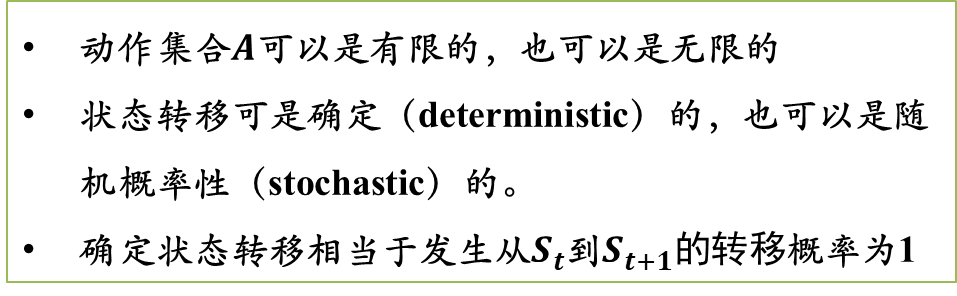 • 动作集合A可以是有限的，也可以是无限的
• 状态转移可是确定（deterministic）的，也可以是随
机概率性（stochastic）的。
• 确定状态转移相当于发生从S_t到S_{t+1}的转移概率为1